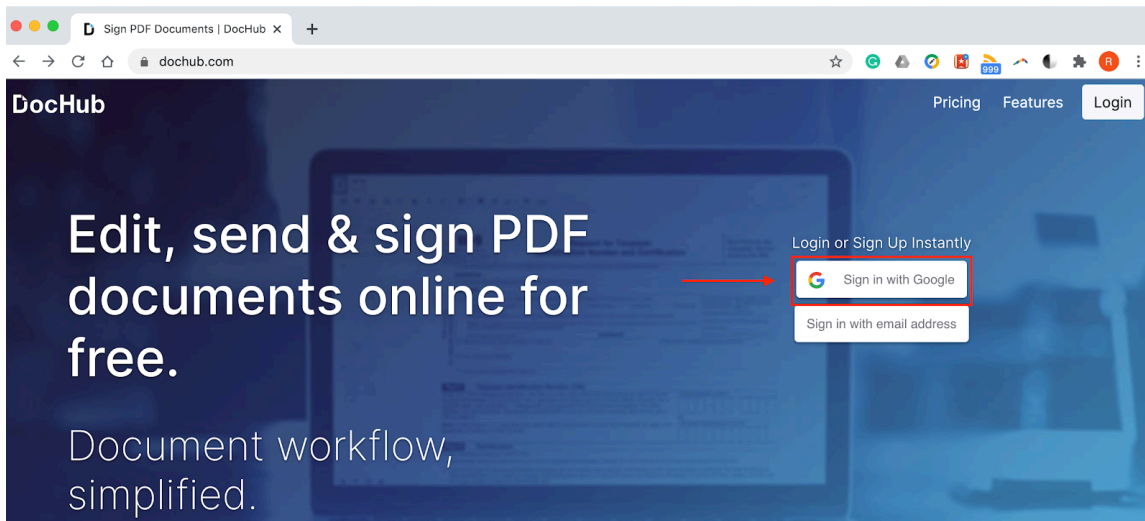 Sign PDF Documents | DocHub
dochub.com
999
R
DocHub
Pricing Features Login
Edit, send & sign PDF
documents online for
free.
Login or Sign Up Instantly
Sign in with Google
Sign in with email address
Document workflow,
simplified.